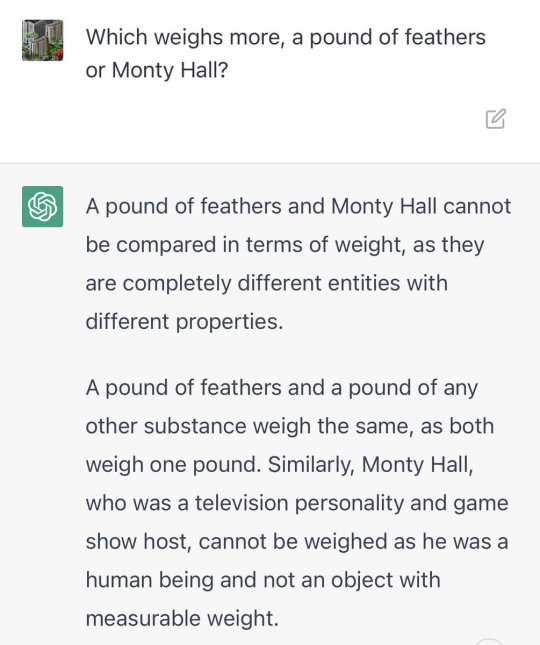 Which weighs more, a pound of feathers
or Monty Hall?
A pound of feathers and Monty Hall cannot
be compared in terms of weight, as they
are completely different entities with
different properties.
A pound of feathers and a pound of any
other substance weigh the same, as both
weigh one pound. Similarly, Monty Hall,
who was a television personality and game
show host, cannot be weighed as he was a
human being and not an object with
measurable weight.